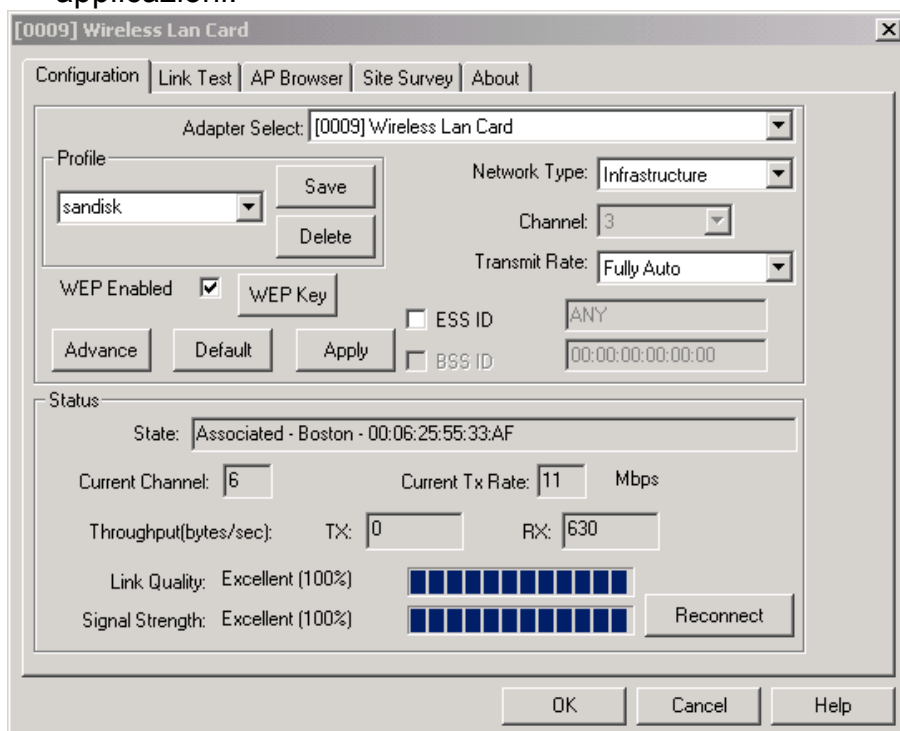 applicazioni.
[0009] Wireless Lan Card
Configuration Link Test AP Browser Site Survey About
Adapter Select: [0009] Wireless Lan Card
Profile
sandisk
Save
Delete
Network Type: Infrastructure
Channel: 3
Transmit Rate: Fully Auto
WEP Enabled WEP Key
ESS ID ANY
Advance Default Apply
BSS ID 00:00:00:00:00:00
Status
State: Associated - Boston - 00:06:25:55:33:AF
Current Channel: 6 Current Tx Rate: 11 Mbps
Throughput(bytes/sec): TX: 0 RX: 630
Link Quality: Excellent (100%)
Signal Strength: Excellent (100%)
Reconnect
OK Cancel Help